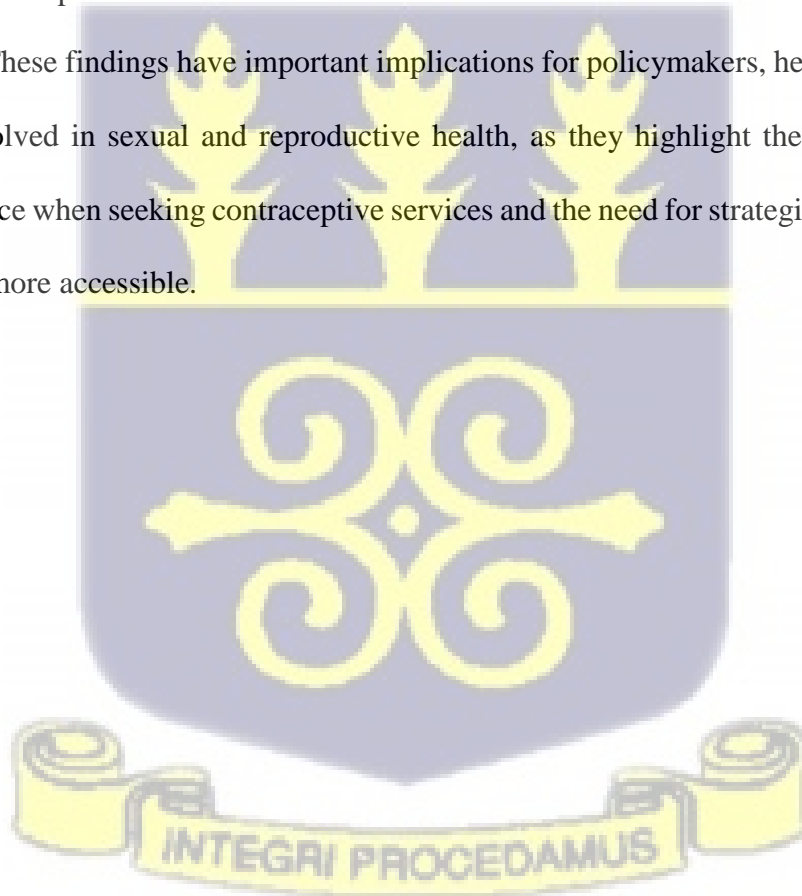 These findings have important implications for policymakers, he
olved in sexual and reproductive health, as they highlight the
ce when seeking contraceptive services and the need for strategi
more accessible.
INTEGRI PROCEDAMUS